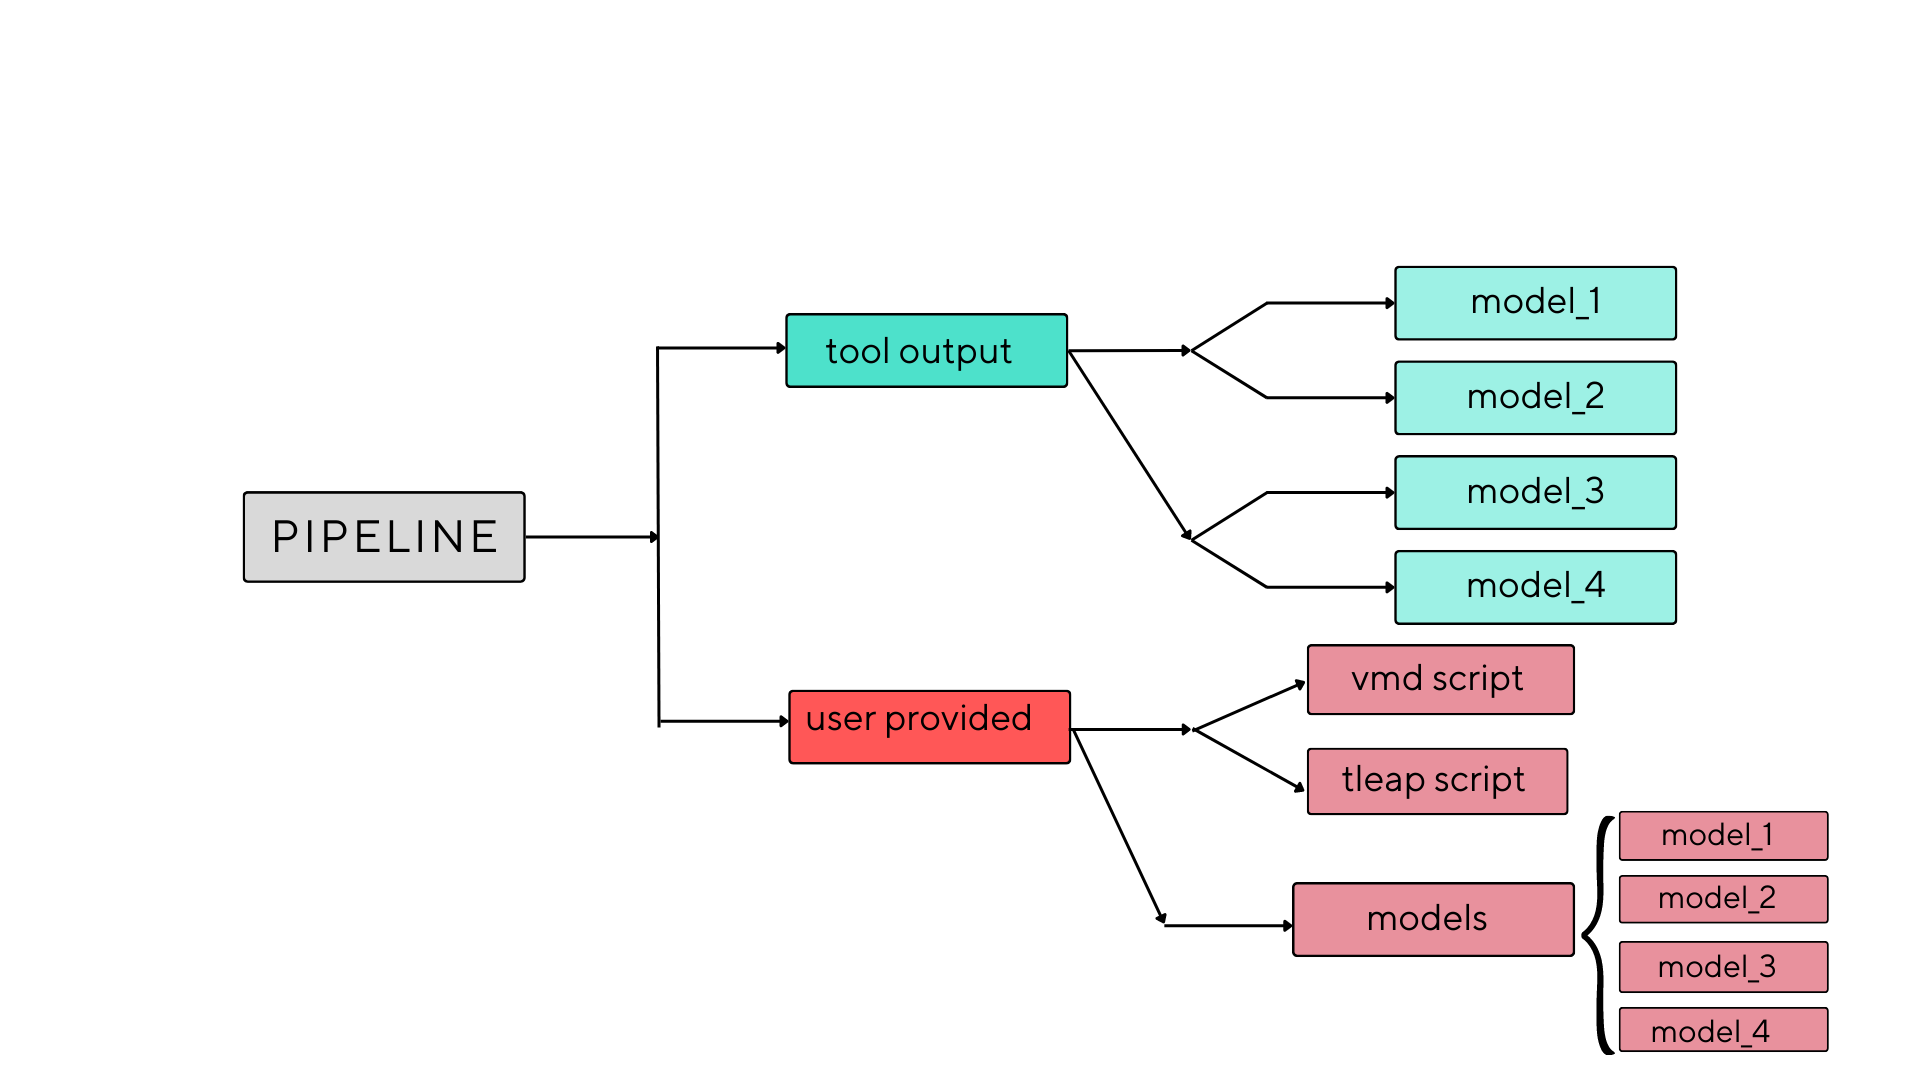 PIPELINE
tool output
model_1
model_2
model_3
model_4
user provided
vmd script
tleap script
models
model_1
model_2
model_3
model_4